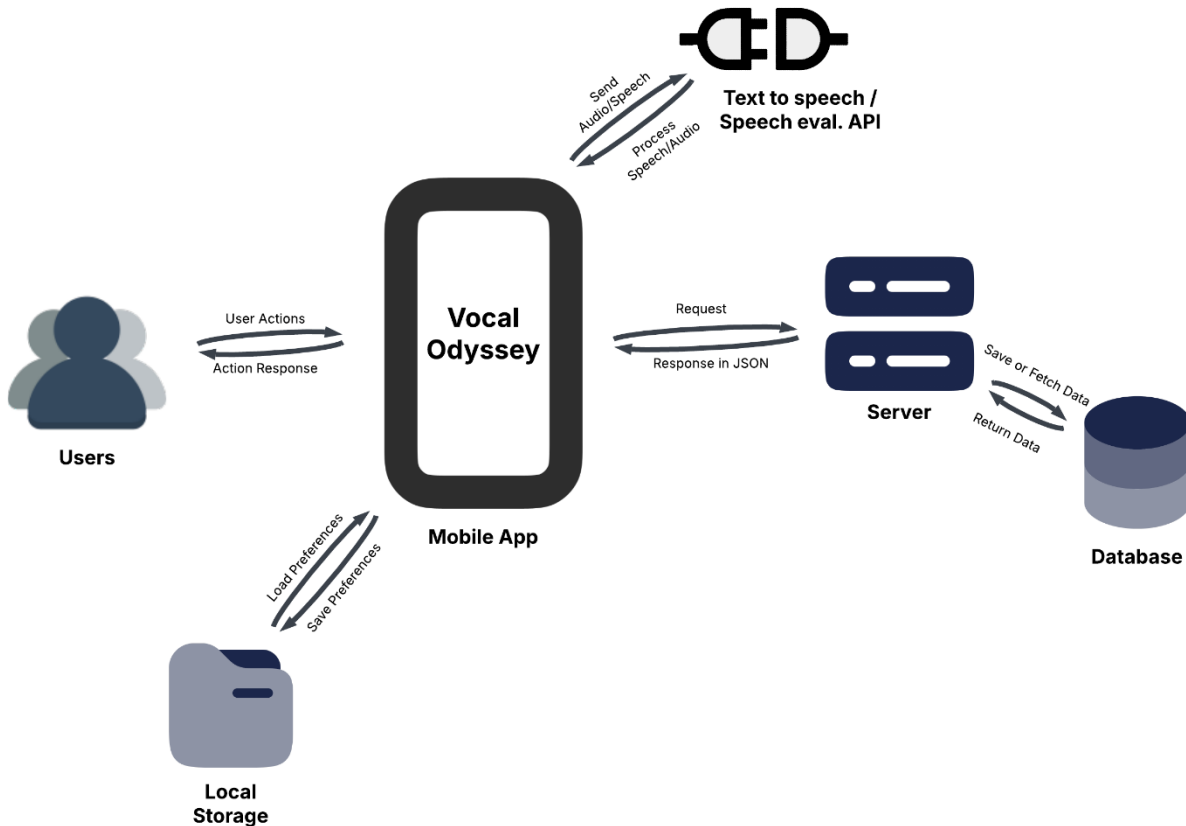 Send
Audio/Speech
Process
Speech/Audio
Text to speech /
Speech eval. API
User Actions
Action Response
Users
Vocal
Odyssey
Mobile App
Request
Response in JSON
Server
Save or Fetch Data
Return Data
Database
Load Preferences
Save Preferences
Local
Storage